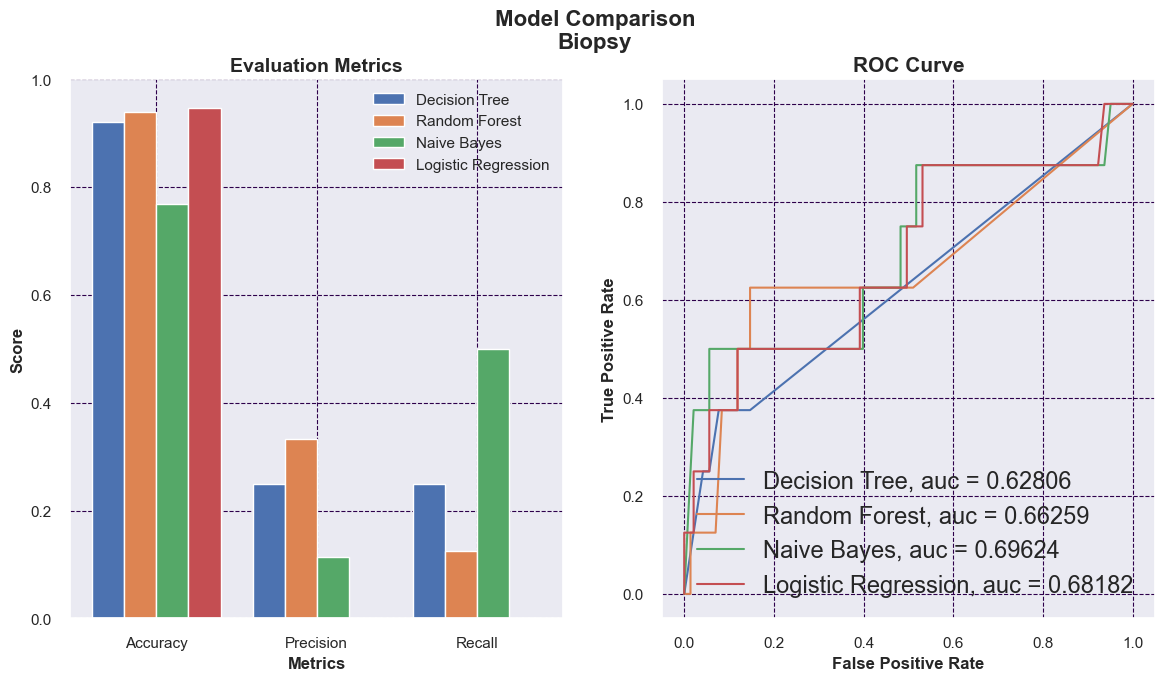 Model Comparison
Biopsy
Evaluation Metrics
1.0
0.8
0.6
0.4
0.2
0.0
Score
Accuracy
Precision
Recall
Metrics
Decision Tree
Random Forest
Naive Bayes
Logistic Regression
ROC Curve
1.0
0.8
0.6
0.4
0.2
0.0
True Positive Rate
Decision Tree, auc = 0.62806
Random Forest, auc = 0.66259
Naive Bayes, auc = 0.69624
Logistic Regression, auc = 0.68182
0.0
0.2
0.4
0.6
0.8
1.0
False Positive Rate